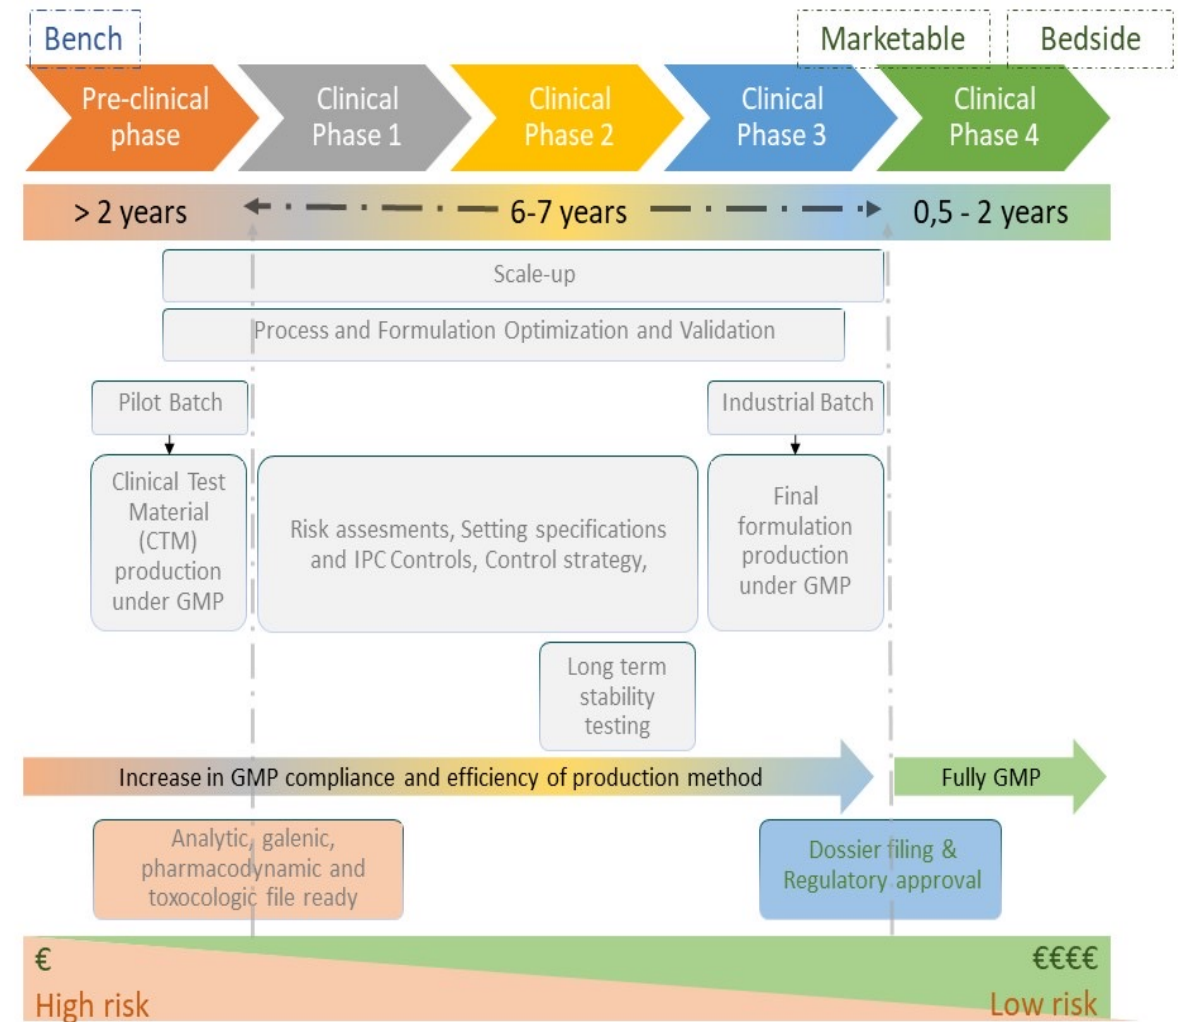 Bench
Marketable
Bedside
Pre-clinical
phase
Clinical
Phase 1
Clinical
Phase 2
Clinical
Phase 3
Clinical
Phase 4
> 2 years
6-7 years
0,5 - 2 years
Scale-up
Process and Formulation Optimization and Validation
Pilot Batch
Industrial Batch
Clinical Test
Material
(CTM)
production
under GMP
Risk assesments, Setting specifications
and IPC Controls, Control strategy,
Final
formulation
production
under GMP
Long term
stability
testing
Increase in GMP compliance and efficiency of production method
Fully GMP
Analytic, galenic,
pharmacodynamic and
toxocologic file ready
Dossier filing &
Regulatory approval
€
€€€€
High risk
Low risk